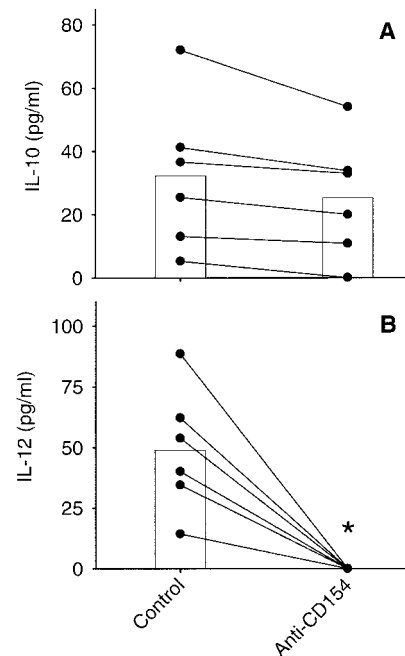 A
IL-10 (pg/ml)
80
60
40
20
0
B
IL-12 (pg/ml)
100
75
50
25
0
*
Control
Anti-CD154